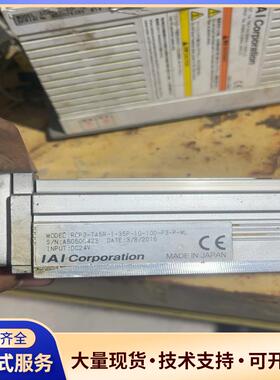 IAI Corporation
MODEL:RCP3-TA5R-I-35P-10-100-P3-P-ML
S/N:A50506423 DATE:3/8/2016
INPUT:DC24V
IAI Corporation
CE
MADE IN JAPAN
齐全
式服务
大量现货·技术支持·可开